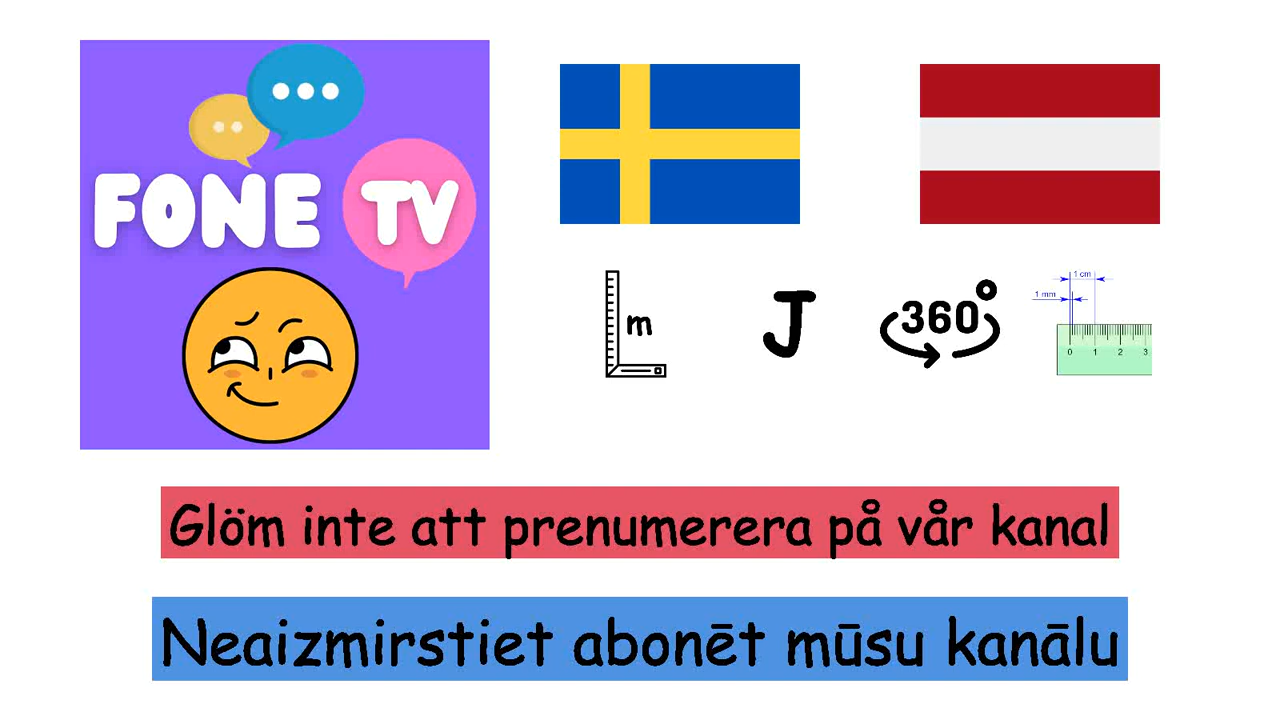 FONE TV
m
J
360°
1 cm
1 mm
0 1 2 3
Glöm inte att prenumerera på vår kanal
Neaizmirstiet abonēt mūsu kanālu